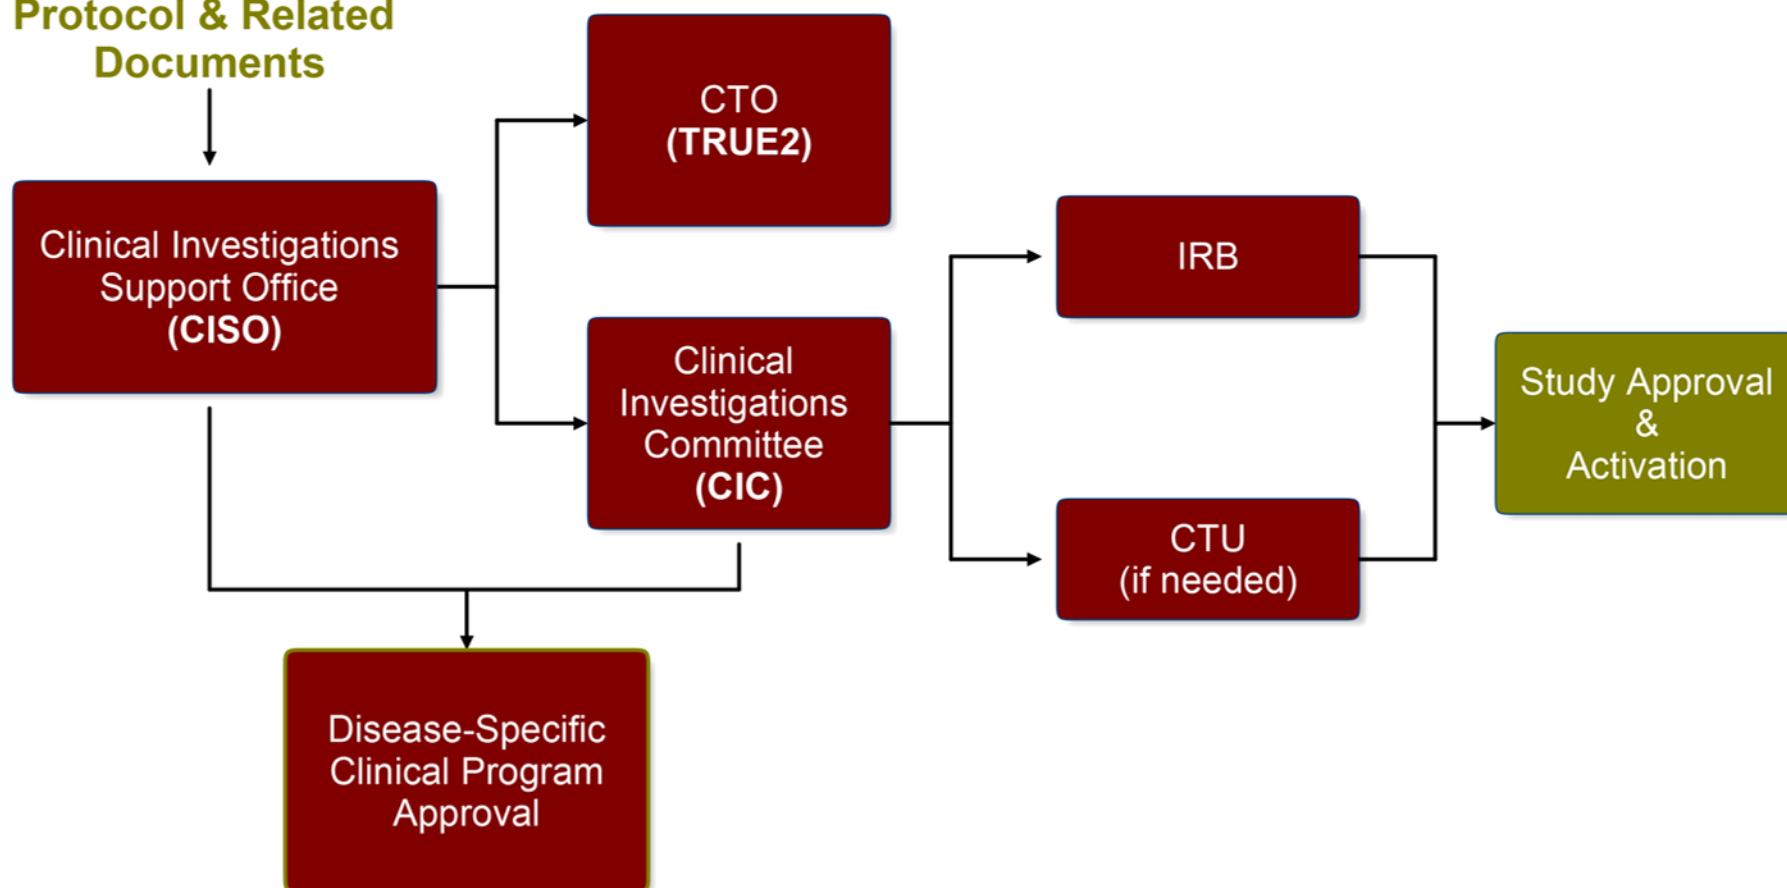 Protocol & Related
Documents
CTO
(TRUE2)
Clinical Investigations
Support Office
(CISO)
Clinical
Investigations
Committee
(CIC)
IRB
CTU
(if needed)
Study Approval
&
Activation
Disease-Specific
Clinical Program
Approval